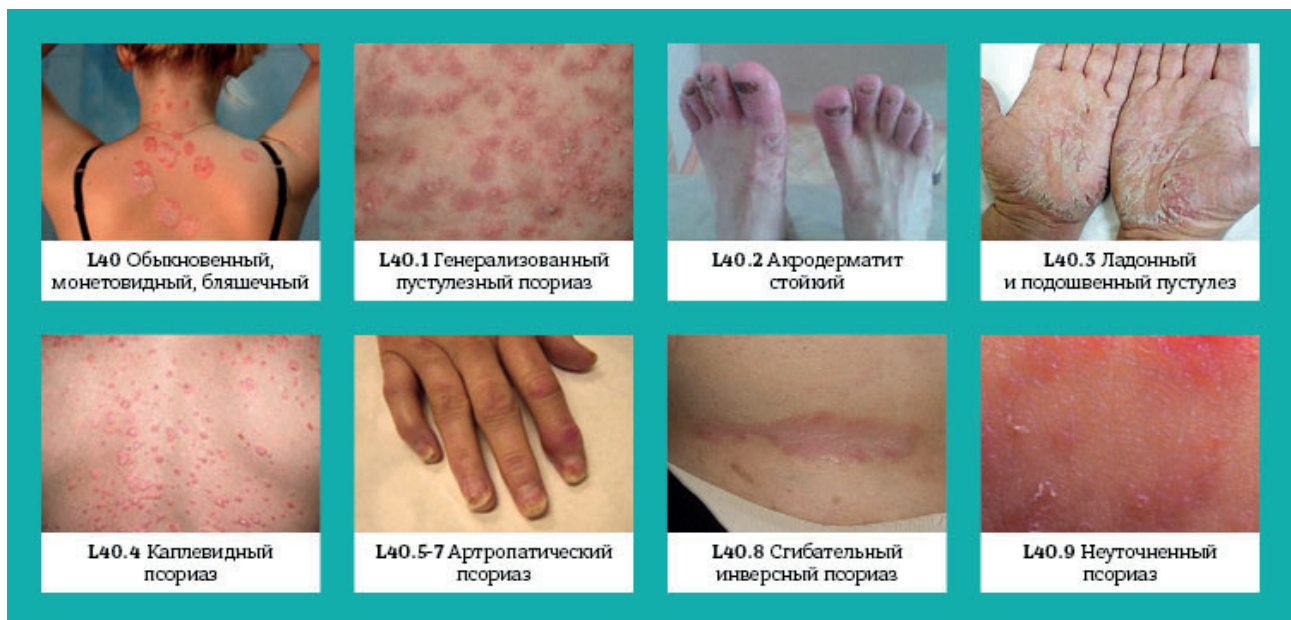 L40 Обыкновенный,
монетовидный, бляшечный
L40.1 Генерализованный
пустулезный псориаз
L40.2 Акродерматит
стойкий
L40.3 Ладонный
и подошвенный пустулез
L40.4 Каплевидный
псориаз
L40.5-7 Артропатический
псориаз
L40.8 Сгибательный
инверсный псориаз
L40.9 Неуточненный
псориаз